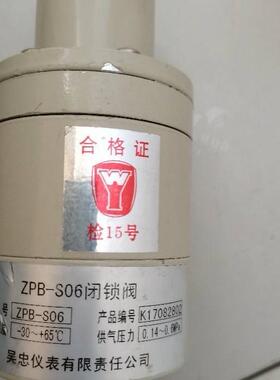 合格证
检15号
ZPB-S06闭锁阀
号 ZPB-S06 产品编号 K17082802
-30~+65℃ 供气压力 0.14~0.6MPa
吴忠仪表有限责任公司